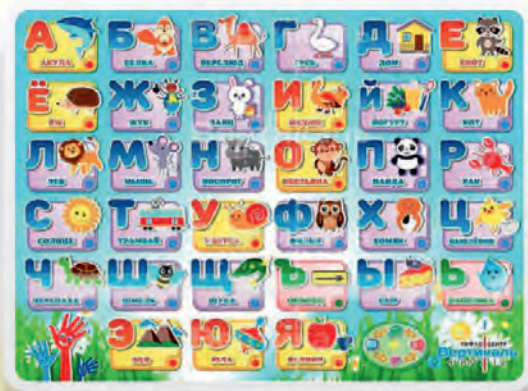 А Б В Г Д Е
АКУЛА БЕЛКА ВЕРБЛЮД ГУСЬ ДОМ ЕНОТ
Ё Ж З И Й К
ЁЖ ЖУК ЗАЯЦ ЙОГУРТ КОТ
Л М Н О П Р
ЛЕВ МЫШЬ НОСОРОГ ОБЕЗЬЯНА ПАНДА РАК
С Т У Ф Х Ц
СОЛНЦЕ ТРАМВАЙ УЛИТКА ФИЛИН ХОМЯК ЦЫПЛЁНОК
Ч Ш Щ Ъ Ы Ь
ЧЕРЕПАХА ШМЕЛЬ ЩУКА СЫР
Э Ю Я
ЮЛА ЯБЛОКО
Вертикаль